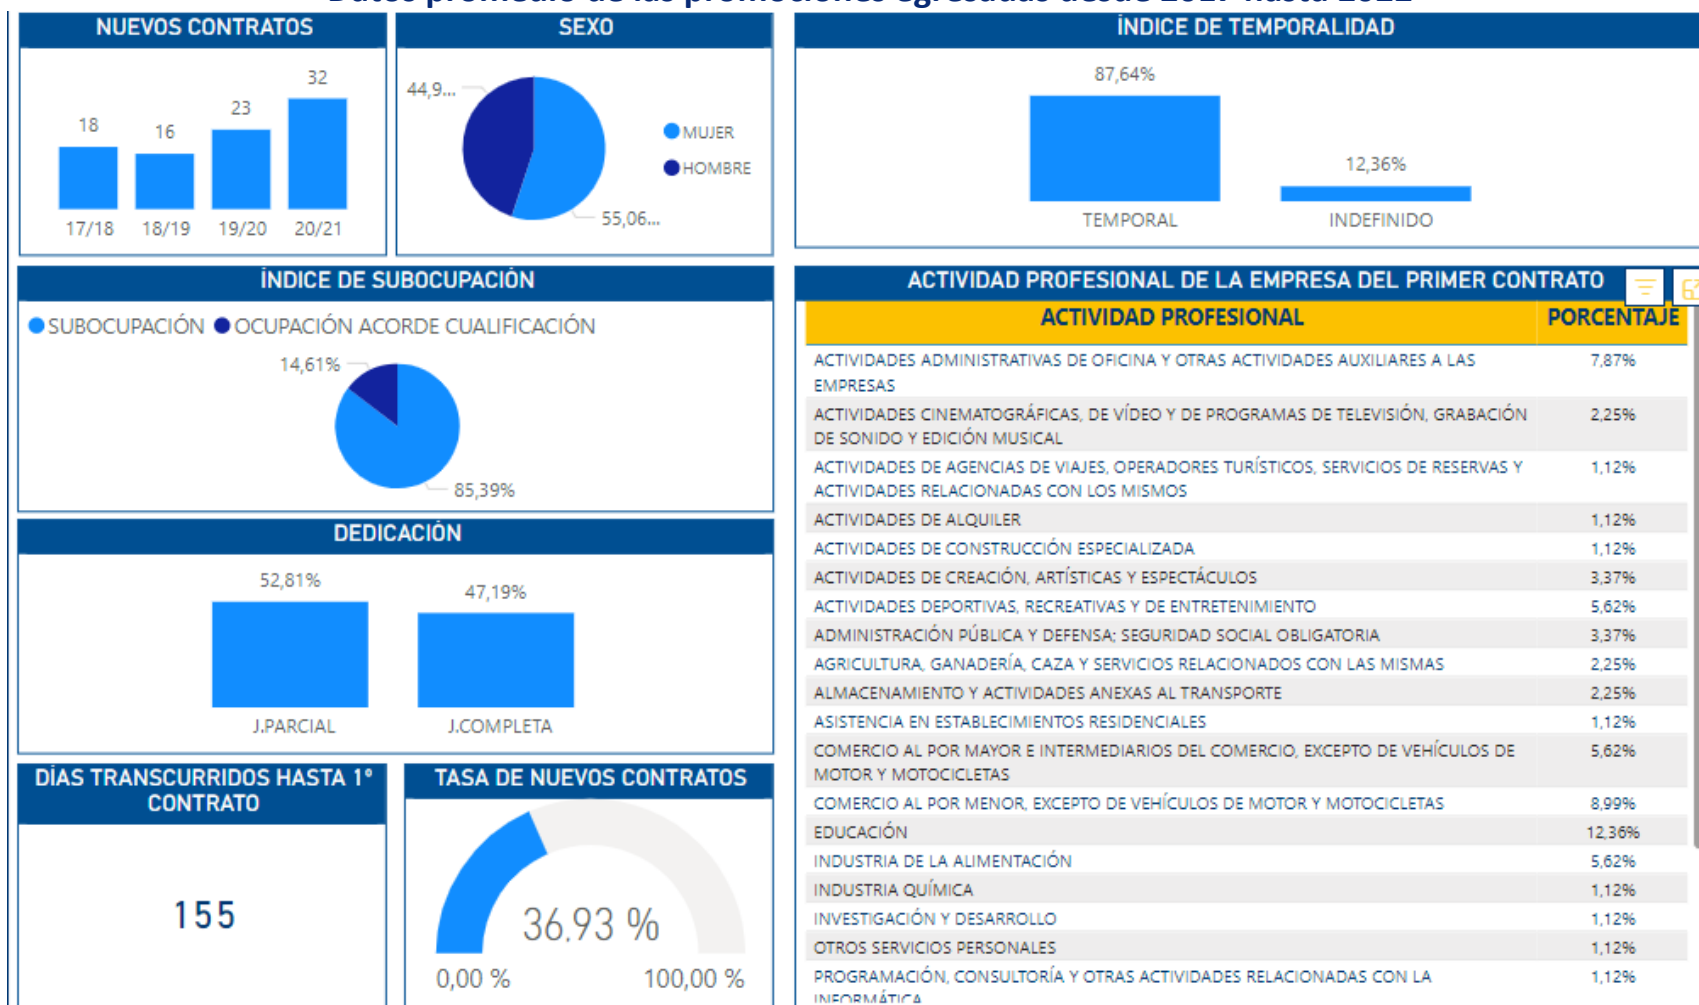 NUEVOS CONTRATOS
18
16
23
32
17/18
18/19
19/20
20/21
SEXO
44,9...
55,06...
MUJER
HOMBRE
ÍNDICE DE TEMPORALIDAD
87,64%
12,36%
TEMPORAL
INDEFINIDO
ÍNDICE DE SUBOCUPACIÓN
SUBOCUPACIÓN
OCUPACIÓN ACORDE CUALIFICACIÓN
14,61%
85,39%
DEDICACIÓN
52,81%
47,19%
J.PARCIAL
J.COMPLETA
DÍAS TRANSCURRIDOS HASTA 1º
CONTRATO
155
TASA DE NUEVOS CONTRATOS
36,93 %
0,00 %
100,00 %
ACTIVIDAD PROFESIONAL DE LA EMPRESA DEL PRIMER CONTRATO
ACTIVIDAD PROFESIONAL PORCENTAJE
ACTIVIDADES ADMINISTRATIVAS DE OFICINA Y OTRAS ACTIVIDADES AUXILIARES A LAS 7,87%
EMPRESAS
ACTIVIDADES CINEMATOGRÁFICAS, DE VÍDEO Y DE PROGRAMAS DE TELEVISIÓN, GRABACIÓN 2,25%
DE SONIDO Y EDICIÓN MUSICAL
ACTIVIDADES DE AGENCIAS DE VIAJES, OPERADORES TURÍSTICOS, SERVICIOS DE RESERVAS Y 1,12%
ACTIVIDADES RELACIONADAS CON LOS MISMOS
ACTIVIDADES DE ALQUILER 1,12%
ACTIVIDADES DE CONSTRUCCIÓN ESPECIALIZADA 1,12%
ACTIVIDADES DE CREACIÓN, ARTÍSTICAS Y ESPECTÁCULOS 3,37%
ACTIVIDADES DEPORTIVAS, RECREATIVAS Y DE ENTRETENIMIENTO 5,62%
ADMINISTRACIÓN PÚBLICA Y DEFENSA; SEGURIDAD SOCIAL OBLIGATORIA 3,37%
AGRICULTURA, GANADERÍA, CAZA Y SERVICIOS RELACIONADOS CON LAS MISMAS 2,25%
ALMACENAMIENTO Y ACTIVIDADES ANEXAS AL TRANSPORTE 2,25%
ASISTENCIA EN ESTABLECIMIENTOS RESIDENCIALES 1,12%
COMERCIO AL POR MAYOR E INTERMEDIARIOS DEL COMERCIO, EXCEPTO DE VEHÍCULOS DE 5,62%
MOTOR Y MOTOCICLETAS
COMERCIO AL POR MENOR, EXCEPTO DE VEHÍCULOS DE MOTOR Y MOTOCICLETAS 8,99%
EDUCACIÓN 12,36%
INDUSTRIA DE LA ALIMENTACIÓN 5,62%
INDUSTRIA QUÍMICA 1,12%
INVESTIGACIÓN Y DESARROLLO 1,12%
OTROS SERVICIOS PERSONALES 1,12%
PROGRAMACIÓN, CONSULTORÍA Y OTRAS ACTIVIDADES RELACIONADAS CON LA 1,12%
INFORMÁTICA